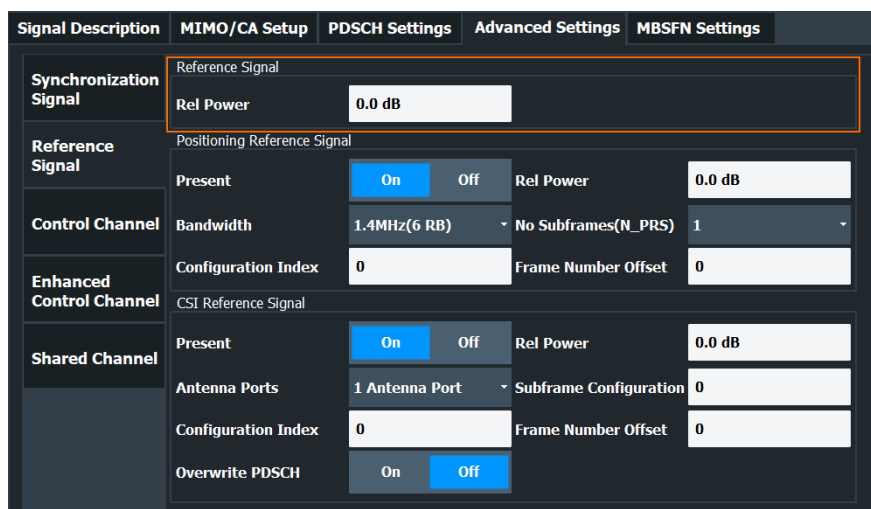 Signal Description MIMO/CA Setup PDSCH Settings Advanced Settings MBSFN Settings
Synchronization
Signal
Reference
Signal
Control Channel
Enhanced
Control Channel
Shared Channel
Reference Signal
Rel Power 0.0 dB
Positioning Reference Signal
Present On Off Rel Power 0.0 dB
Bandwidth 1.4MHz(6 RB) No Subframes(N_PRS) 1
Configuration Index 0 Frame Number Offset 0
CSI Reference Signal
Present On Off Rel Power 0.0 dB
Antenna Ports 1 Antenna Port Subframe Configuration 0
Configuration Index 0 Frame Number Offset 0
Overwrite PDSCH On Off